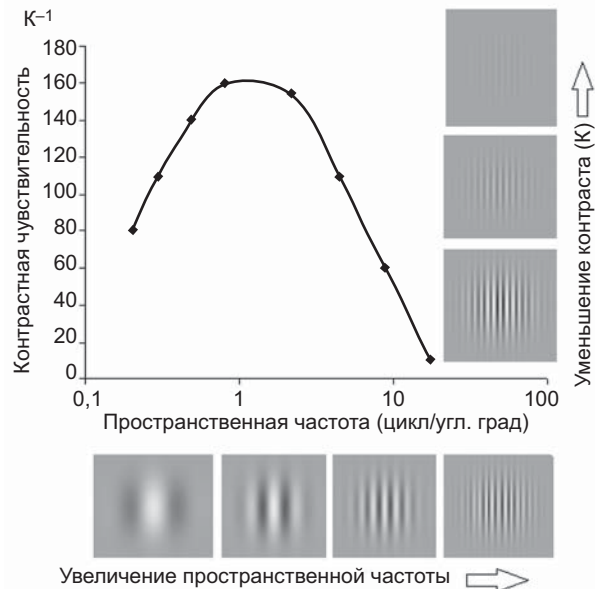 К–1
Контрастная чувствительность
180
160
140
120
100
80
60
40
20
0
0,1
1
10
100
Пространственная частота (цикл/угл. град)
Уменьшение контраста (К)
Увеличение пространственной частоты